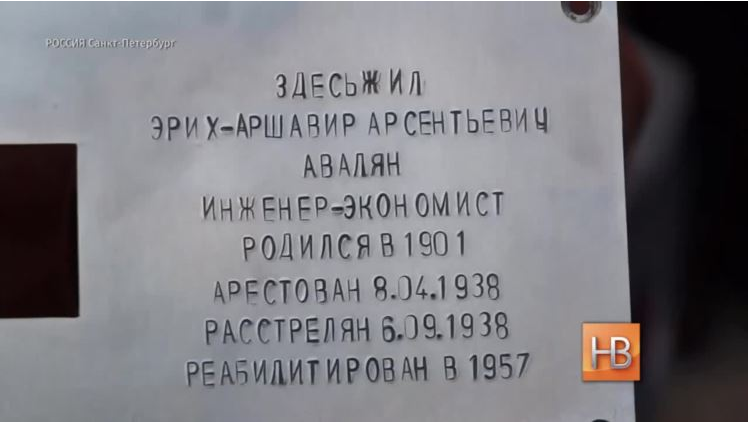 РОССИЯ Санкт-Петербург
ЗДЕСЬ ЖИЛ
ЭРИХ-АРШАВИР АРСЕНТЬЕВИЧ
АВАЛЯН
ИНЖЕНЕР-ЭКОНОМИСТ
РОДИЛСЯ В 1901
АРЕСТОВАН 8.04.1938
РАССТРЕЛЯН 6.09.1938
РЕАБИЛИТИРОВАН В 1957
НВ